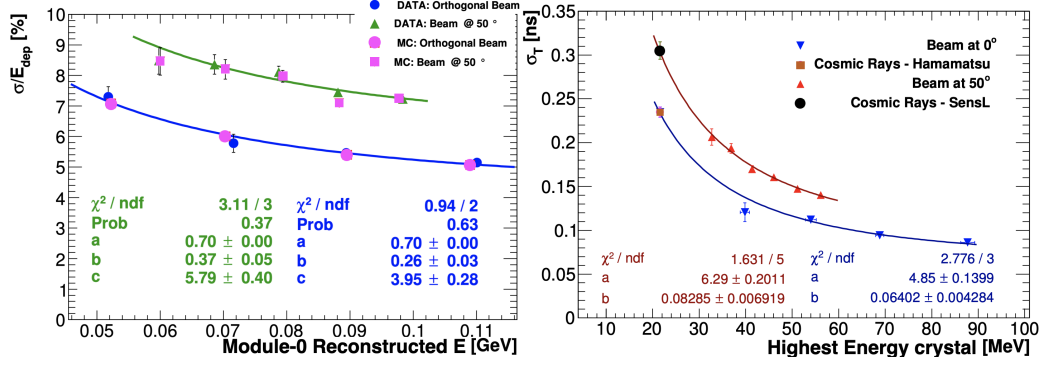 σ/E_dep [%]
DATA: Orthogonal Beam
DATA: Beam @ 50 °
MC: Orthogonal Beam
MC: Beam @ 50 °
10
9
8
7
6
5
4
3
2
1
0
χ² / ndf 3.11 / 3
Prob 0.37
a 0.70 ± 0.00
b 0.37 ± 0.05
c 5.79 ± 0.40
χ² / ndf 0.94 / 2
Prob 0.63
a 0.70 ± 0.00
b 0.26 ± 0.03
c 3.95 ± 0.28
0.05 0.06 0.07 0.08 0.09 0.1 0.11
Module-0 Reconstructed E [GeV]
σ_T [ns]
0.35
0.3
0.25
0.2
0.15
0.1
0.05
0
Beam at 0°
Cosmic Rays - Hamamatsu
Beam at 50°
Cosmic Rays - SensL
χ² / ndf 1.631 / 5
a 6.29 ± 0.2011
b 0.08285 ± 0.006919
χ² / ndf 2.776 / 3
a 4.85 ± 0.1399
b 0.06402 ± 0.004284
10 20 30 40 50 60 70 80 90 100
Highest Energy crystal [MeV]